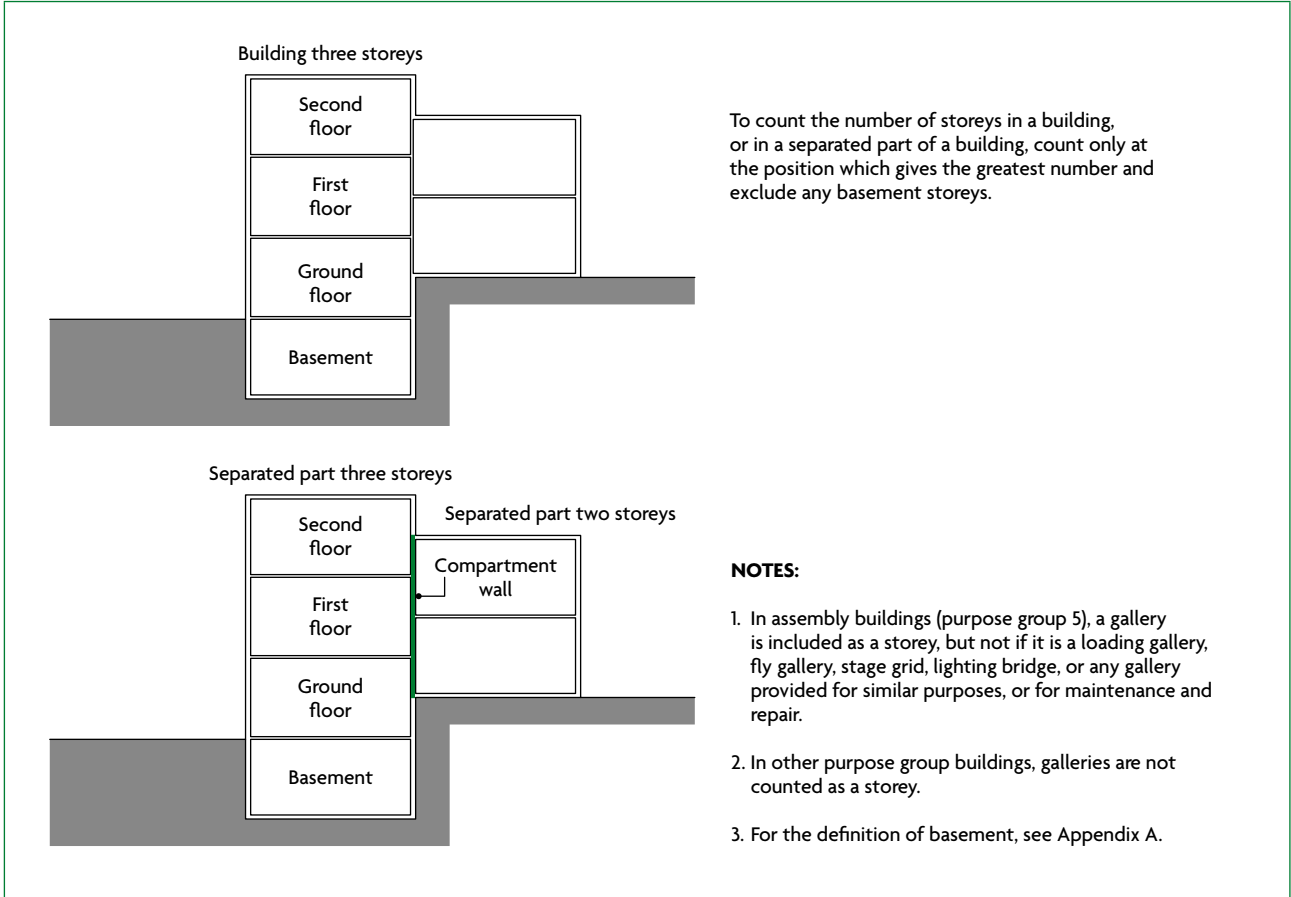 Building three storeys
Second
floor
First
floor
Ground
floor
Basement
To count the number of storeys in a building,
or in a separated part of a building, count only at
the position which gives the greatest number and
exclude any basement storeys.
Separated part three storeys
Separated part two storeys
Second
floor
Compartment
wall
First
floor
Ground
floor
Basement
NOTES:
1. In assembly buildings (purpose group 5), a gallery
is included as a storey, but not if it is a loading gallery,
fly gallery, stage grid, lighting bridge, or any gallery
provided for similar purposes, or for maintenance and
repair.
2. In other purpose group buildings, galleries are not
counted as a storey.
3. For the definition of basement, see Appendix A.